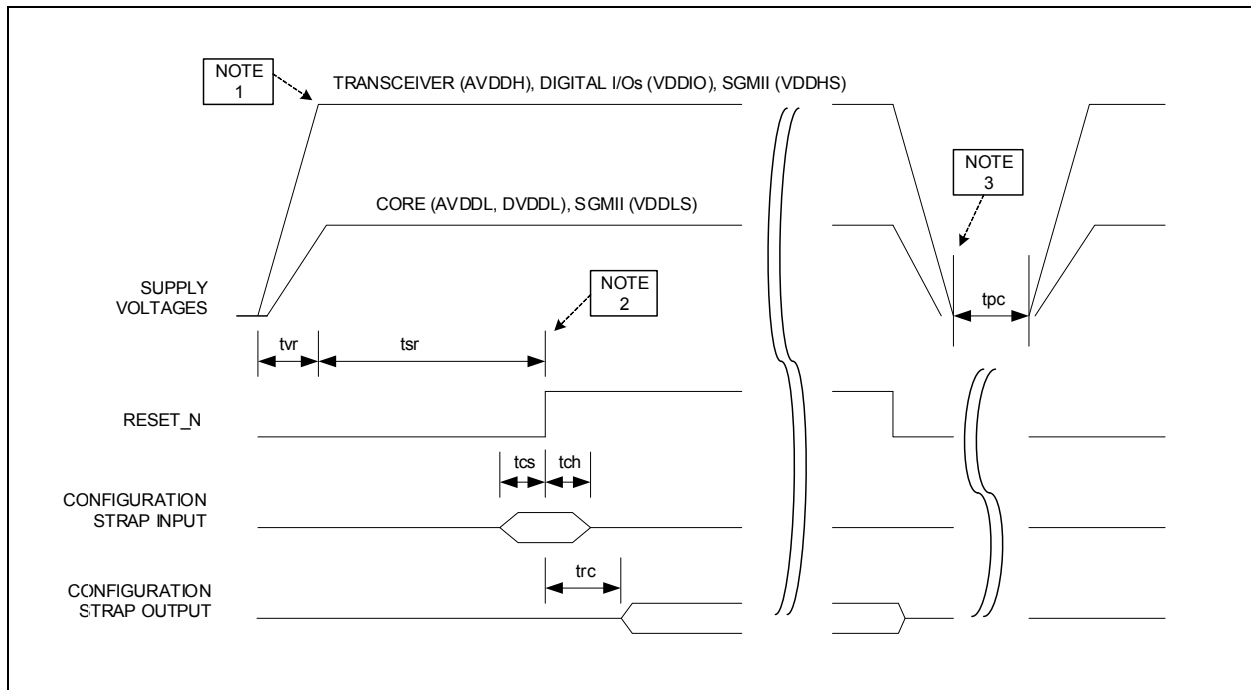 NOTE
1
TRANSCEIVER (AVDDH), DIGITAL I/Os (VDDIO), SGMII (VDDHS)
NOTE
3
CORE (AVDDL, DVDDL), SGMII (VDDLS)
SUPPLY
VOLTAGES
NOTE
2
tpc
tvr
tsr
RESET_N
tcs
tch
CONFIGURATION
STRAP INPUT
trc
CONFIGURATION
STRAP OUTPUT